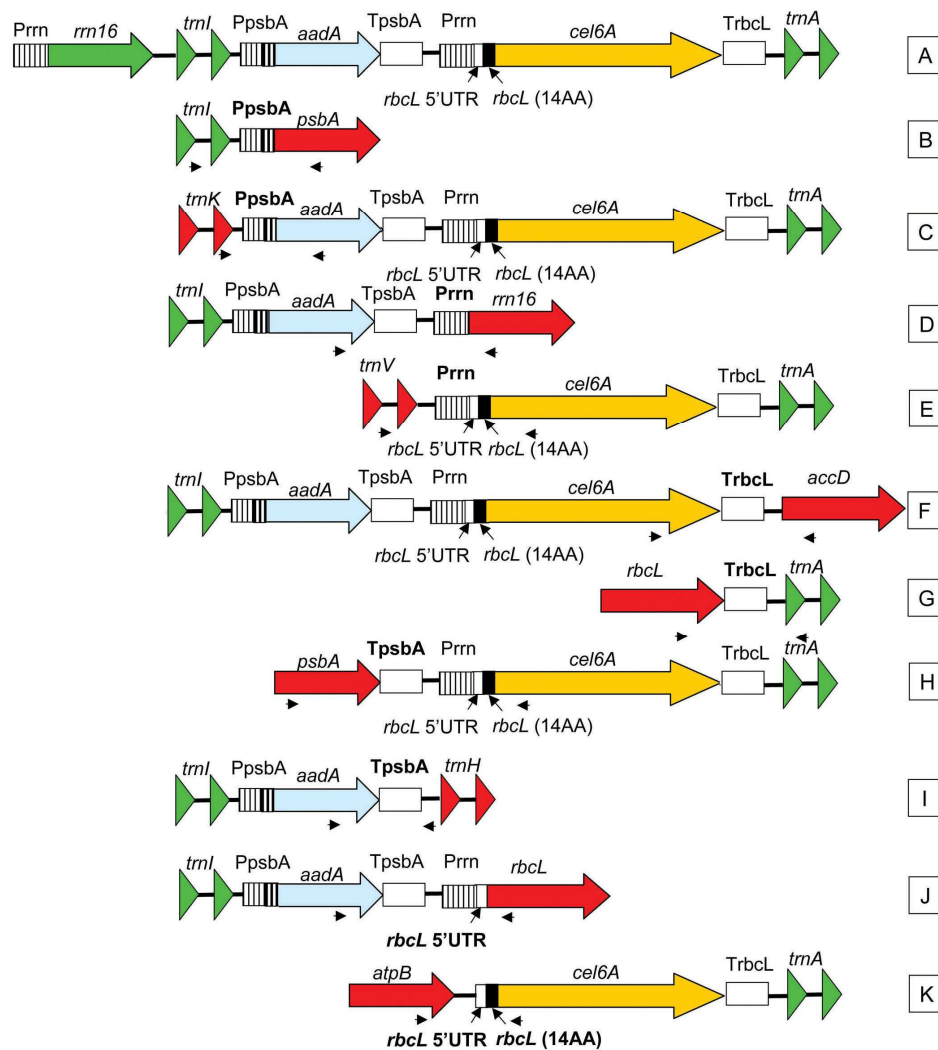 Prrn rrn16 trnI PpsbA aadA TpsbA Prrn cel6A TrbcL trnA
A
rbcL 5'UTR rbcL (14AA)
trnI PpsbA psbA
B
trnK PpsbA aadA TpsbA Prrn cel6A TrbcL trnA
C
rbcL 5'UTR rbcL (14AA)
trnI PpsbA aadA TpsbA Prrn rrn16
D
trnV Prrn cel6A TrbcL trnA
E
rbcL 5'UTR rbcL (14AA)
trnI PpsbA aadA TpsbA Prrn cel6A TrbcL accD
F
rbcL 5'UTR rbcL (14AA)
rbcL TrbcL trnA
G
psbA TpsbA Prrn cel6A TrbcL trnA
H
rbcL 5'UTR rbcL (14AA)
trnI PpsbA aadA TpsbA trnH
I
trnI PpsbA aadA TpsbA Prrn rbcL
J
rbcL 5'UTR
atpB cel6A TrbcL trnA
K
rbcL 5'UTR rbcL (14AA)